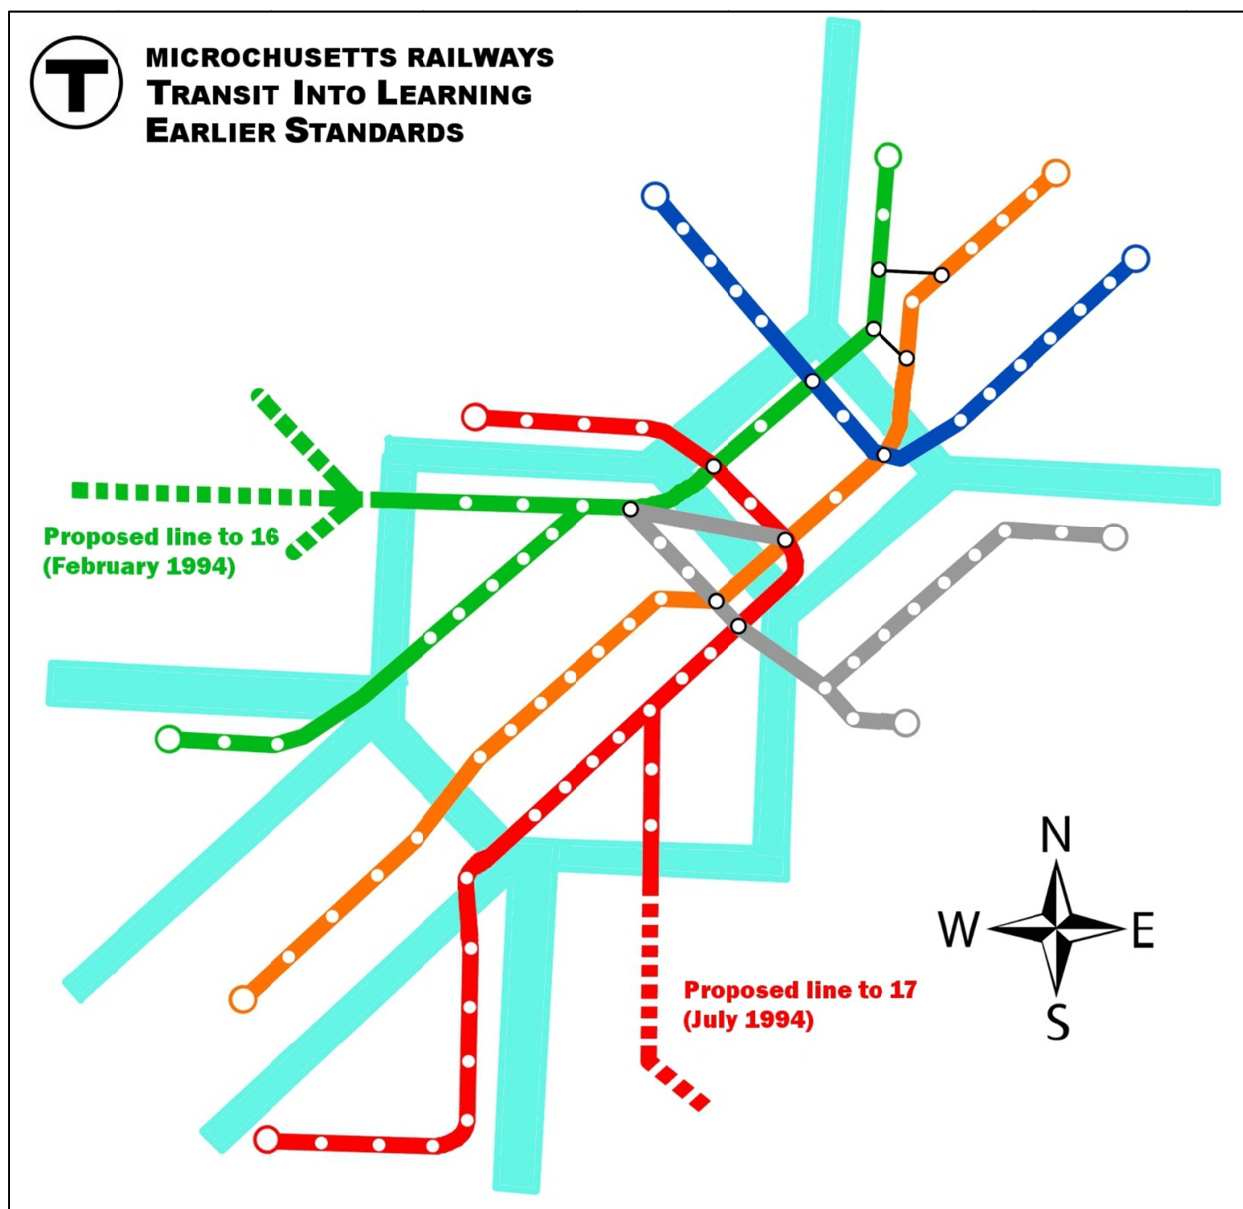 T
MICROCHUSETTS RAILWAYS
TRANSIT INTO LEARNING
EARLIER STANDARDS
Proposed line to 16
(February 1994)
Proposed line to 17
(July 1994)
N
W E
S